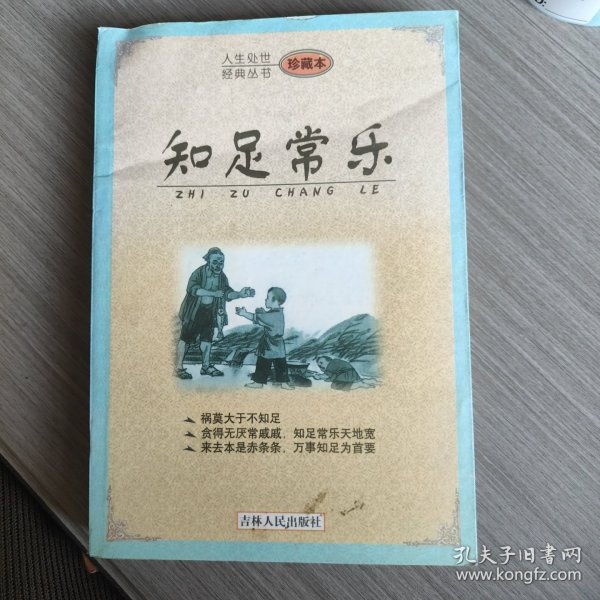 人生处世
经典丛书
珍藏本
知足常乐
ZHI ZU CHANG LE
祸莫大于不知足
贪得无厌常戚戚，知足常乐天地宽
来去本是赤条条，万事知足为首要
吉林人民出版社
孔夫子旧书网
www.kongfz.com